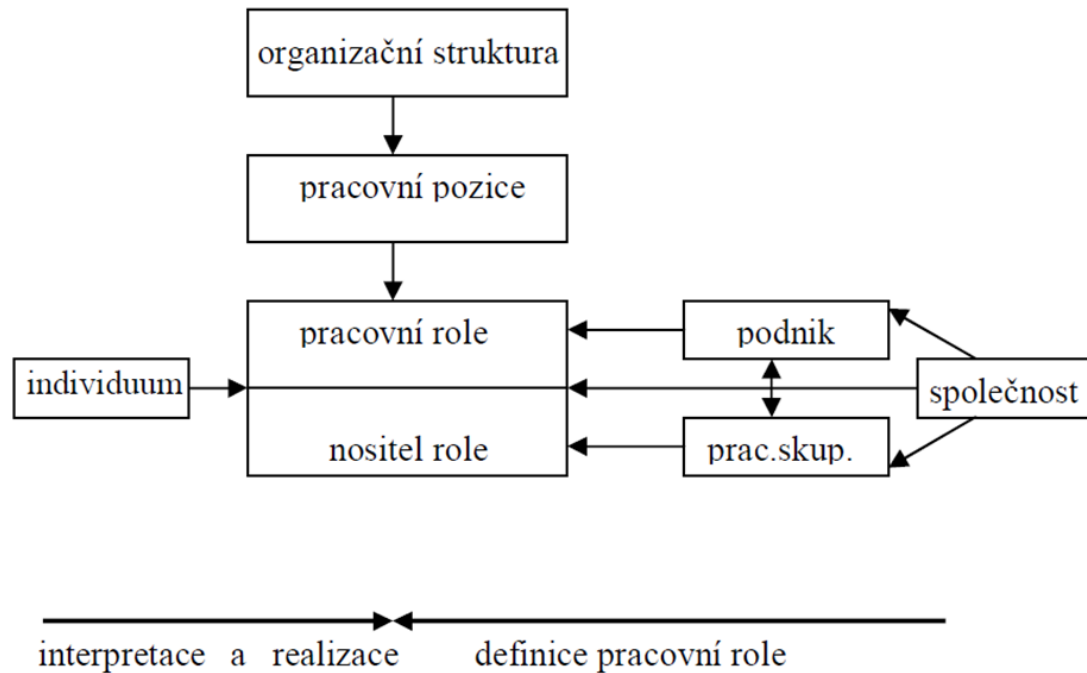 organizační struktura
pracovní pozice
pracovní role
podnik
individuum
společnost
nositel role
prac.skup.
interpretace a realizace
definice pracovní role